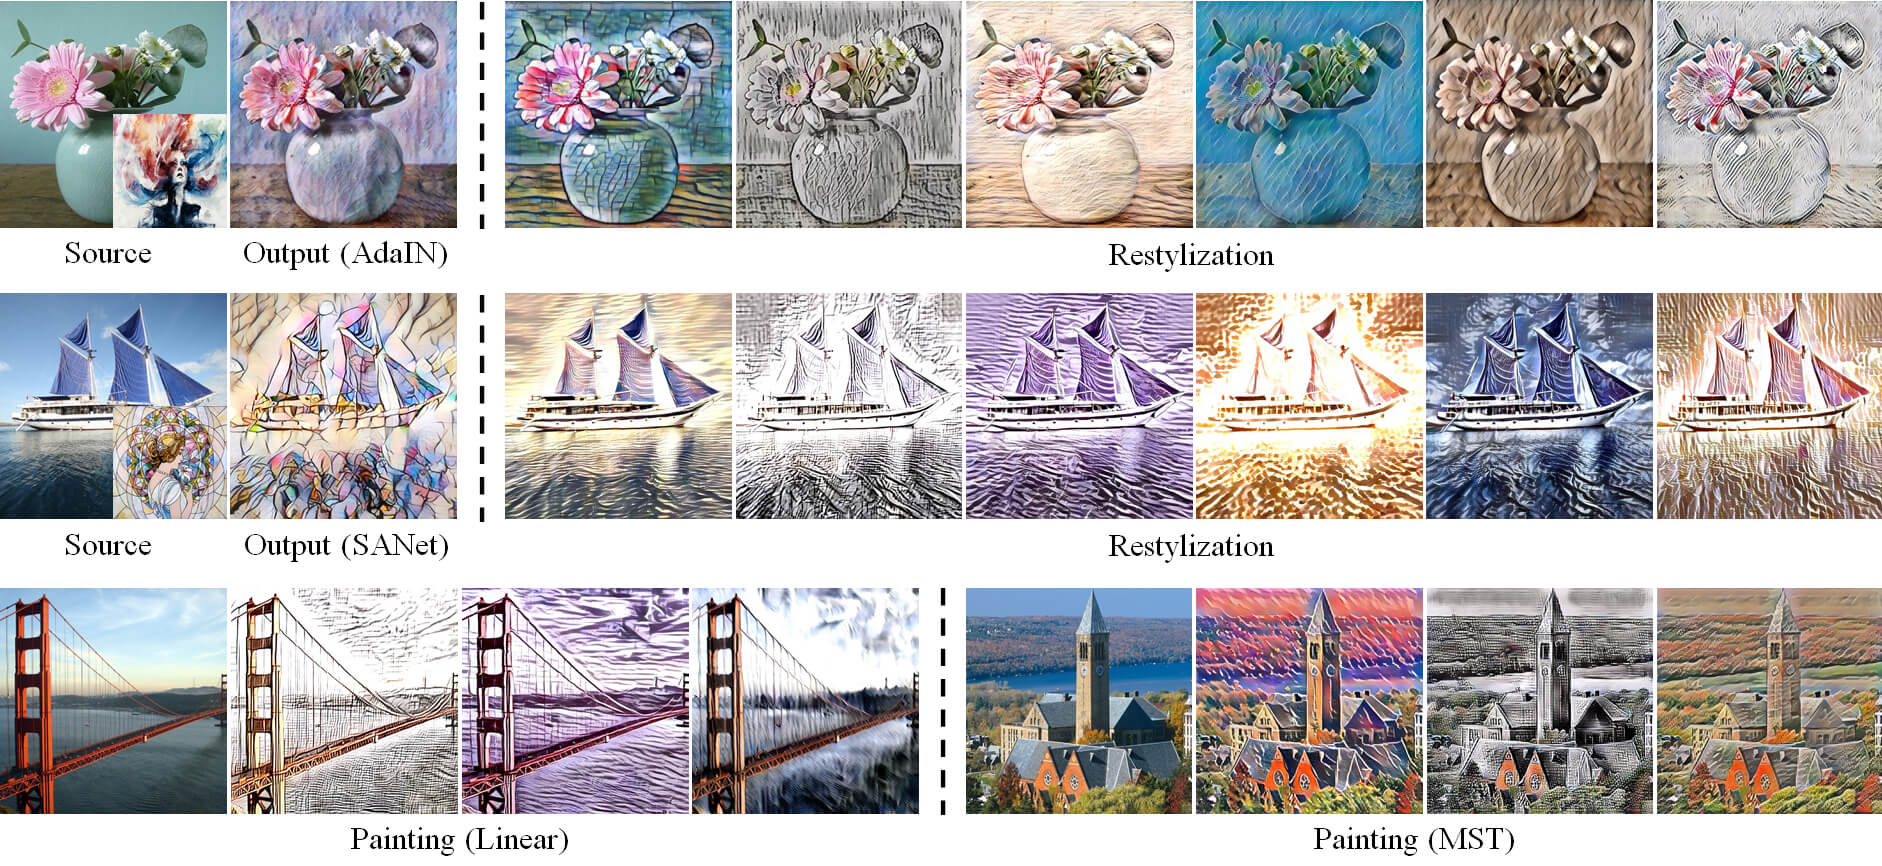 Source
Output (AdaIN)
Restylization
Source
Output (SANet)
Restylization
Painting (Linear)
Painting (MST)